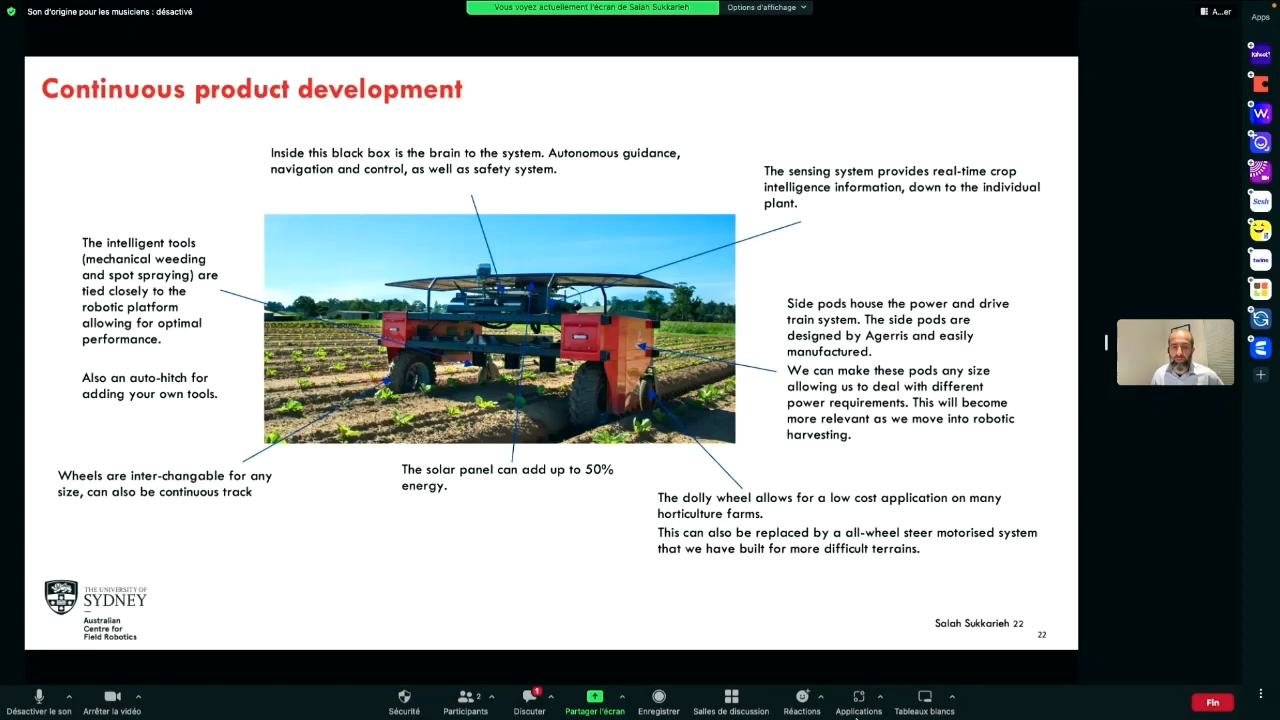 Son d'origine pour les musiciens : désactivé
Vous voyez actuellement l'écran de Salah Sukkarieh
Options d'affichage
A...er
Apps
Continuous product development
Inside this black box is the brain to the system. Autonomous guidance,
navigation and control, as well as safety system.
The sensing system provides real-time crop
intelligence information, down to the individual
plant.
The intelligent tools
(mechanical weeding
and spot spraying) are
tied closely to the
robotic platform
allowing for optimal
performance.
Also an auto-hitch for
adding your own tools.
Side pods house the power and drive
train system. The side pods are
designed by Agerris and easily
manufactured.
We can make these pods any size
allowing us to deal with different
power requirements. This will become
more relevant as we move into robotic
harvesting.
Wheels are inter-changable for any
size, can also be continuous track
The solar panel can add up to 50%
energy.
The dolly wheel allows for a low cost application on many
horticulture farms.
This can also be replaced by a all-wheel steer motorised system
that we have built for more difficult terrains.
THE UNIVERSITY OF
SYDNEY
Australian
Centre for
Field Robotics
Salah Sukkarieh 22
22
Kahoot!
W
Sesh
twine
Désactiver le son
Arrêter la vidéo
Sécurité
Participants
2
Discuter
1
Partager l'écran
Enregistrer
Salles de discussion
Réactions
Applications
Tableaux blancs
Fin